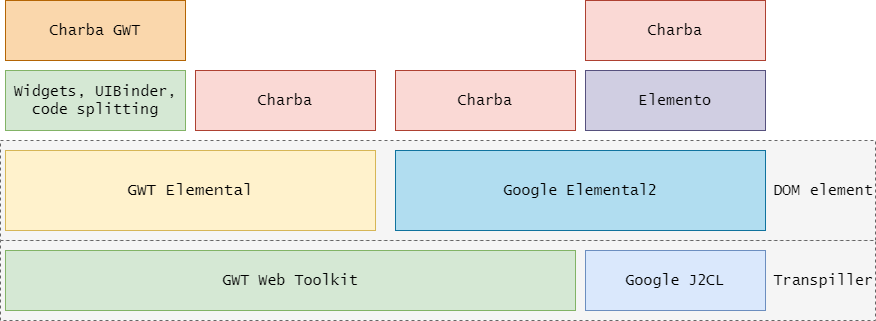 Charba GWT
Charba
Widgets, UIBinder,
code splitting
Charba
Charba
Elemento
GWT Elemental
Google Elemental2
DOM element
GWT Web Toolkit
Google J2CL
Transpiller